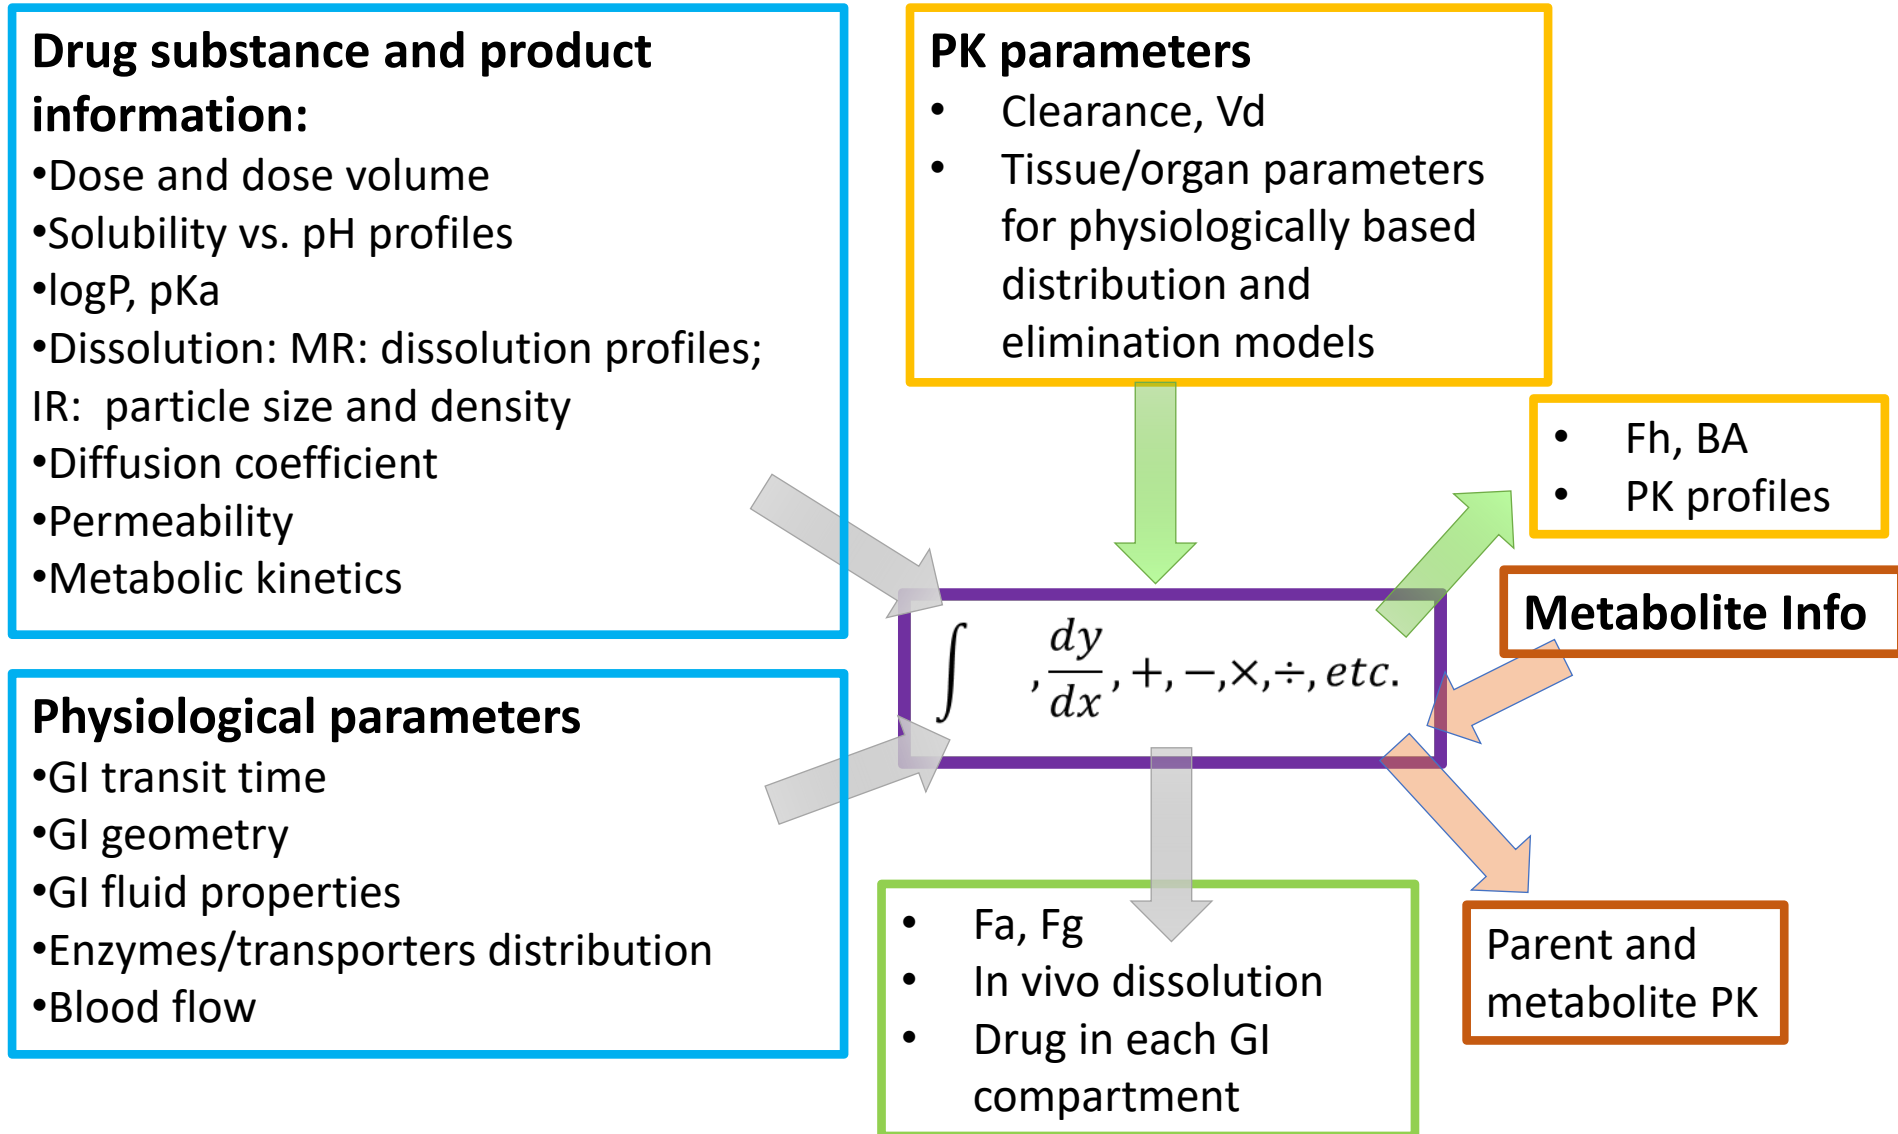 Drug substance and product
information:
•Dose and dose volume
•Solubility vs. pH profiles
•logP, pKa
•Dissolution: MR: dissolution profiles;
IR: particle size and density
•Diffusion coefficient
•Permeability
•Metabolic kinetics
Physiological parameters
•GI transit time
•GI geometry
•GI fluid properties
•Enzymes/transporters distribution
•Blood flow
PK parameters
• Clearance, Vd
• Tissue/organ parameters
for physiologically based
distribution and
elimination models
• Fh, BA
• PK profiles
Metabolite Info
∫ , dy/dx, +, −,×,÷, etc.
• Fa, Fg
• In vivo dissolution
• Drug in each GI
compartment
Parent and
metabolite PK